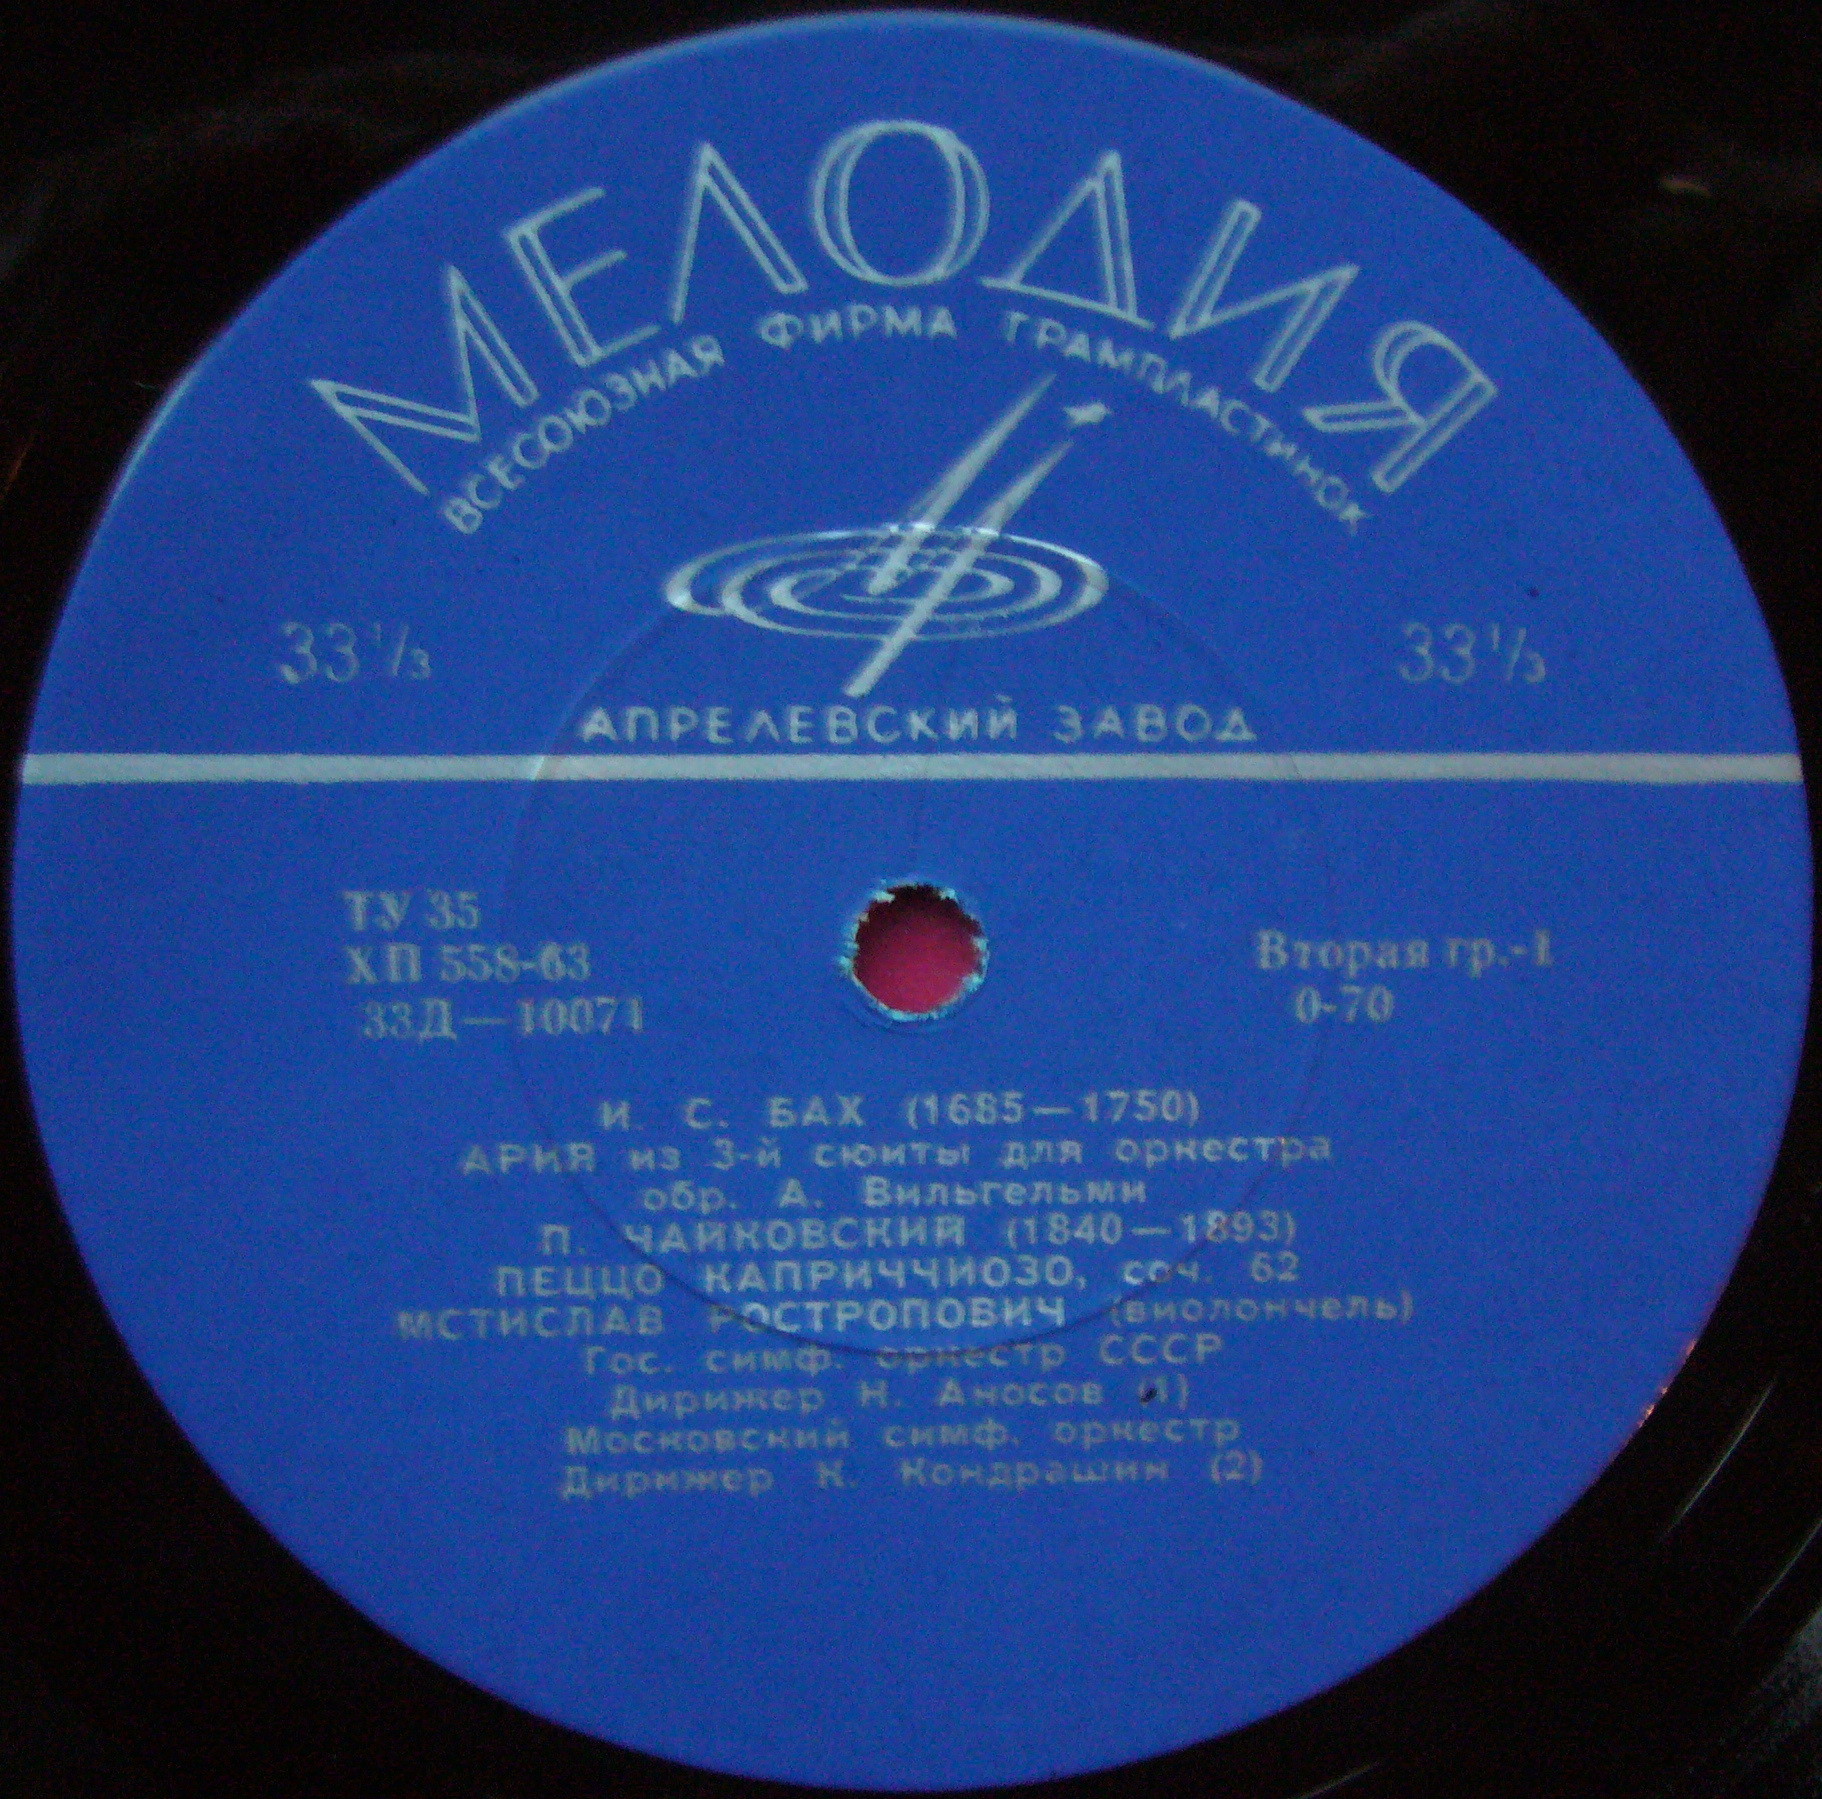 МЕЛОДИЯ
ВСЕСОЮЗНАЯ ФИРМА ГРАМПЛАСТИНОК
33⅓ 33⅓
АПРЕЛЕВСКИЙ ЗАВОД
ТУ 35
ХП 558-63
33Д—10071
Вторая гр.-1
0-70
И. С. БАХ (1685—1750)
АРИЯ из 3-й сюиты для оркестра
обр. А. Вильгельми
П. ЧАЙКОВСКИЙ (1840—1893)
ПЕЦЦО КАПРИЧЧИОЗО, соч. 62
МСТИСЛАВ РОСТРОПОВИЧ (виолончель)
Гос. симф. оркестр СССР
Дирижер Н. Аносов (1)
Московский симф. оркестр
Дирижер К. Кондрашин (2)